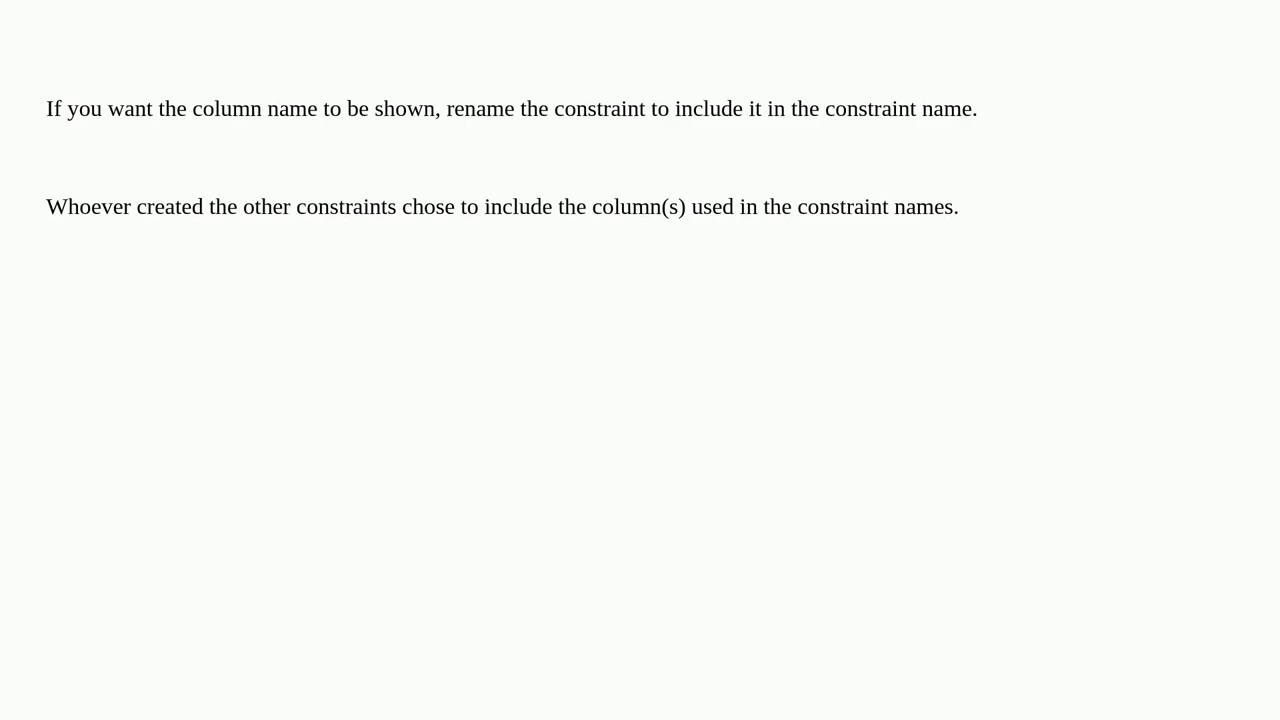 If you want the column name to be shown, rename the constraint to include it in the constraint name.
Whoever created the other constraints chose to include the column(s) used in the constraint names.